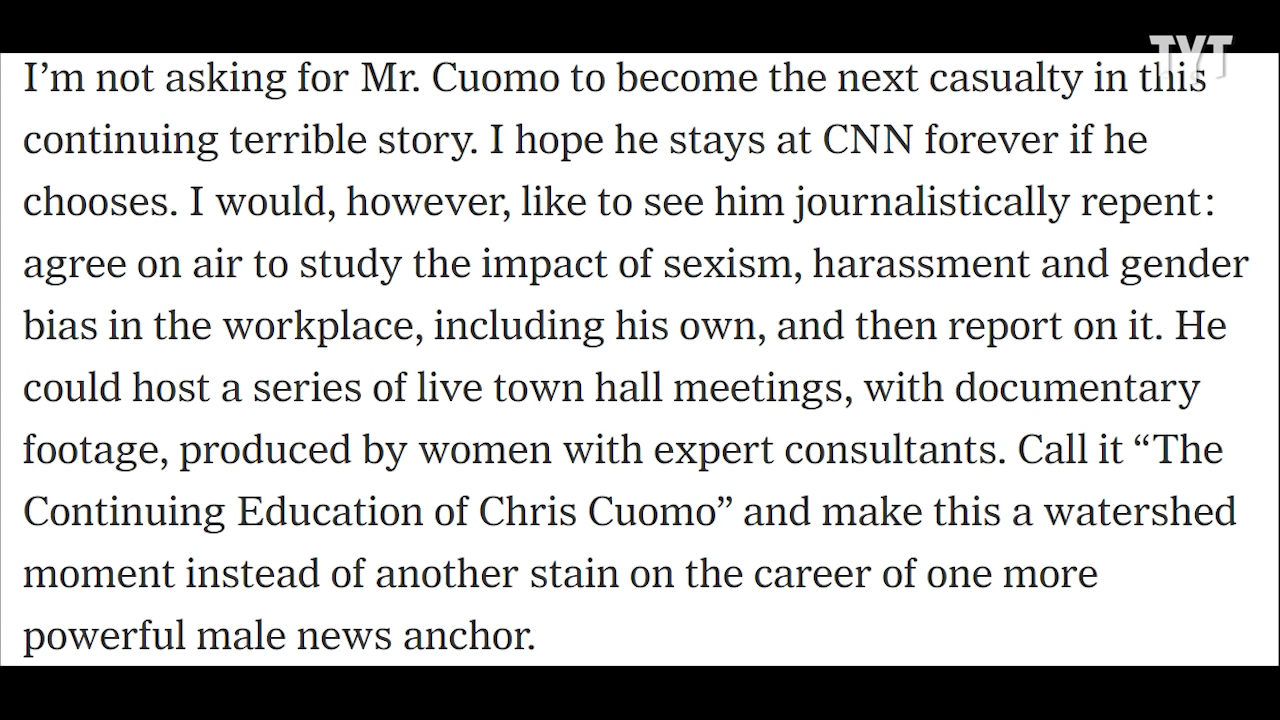 TYT
I’m not asking for Mr. Cuomo to become the next casualty in this
continuing terrible story. I hope he stays at CNN forever if he
chooses. I would, however, like to see him journalistically repent:
agree on air to study the impact of sexism, harassment and gender
bias in the workplace, including his own, and then report on it. He
could host a series of live town hall meetings, with documentary
footage, produced by women with expert consultants. Call it “The
Continuing Education of Chris Cuomo” and make this a watershed
moment instead of another stain on the career of one more
powerful male news anchor.